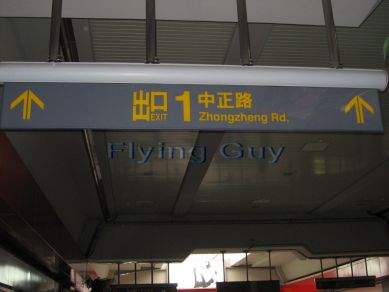 出口 1 中正路
EXIT Zhongzheng Rd.
Flying Guy